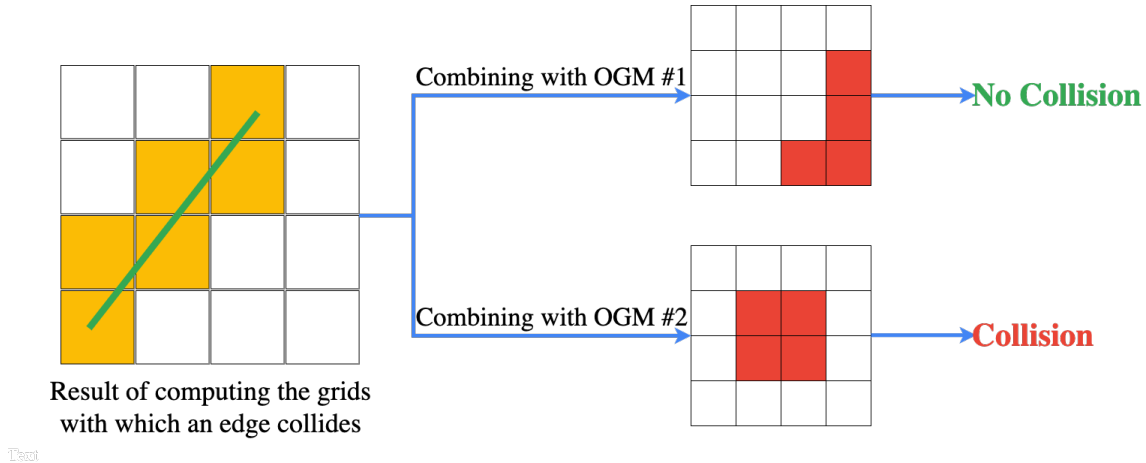 Combining with OGM #1
No Collision
Combining with OGM #2
Collision
Result of computing the grids
with which an edge collides
Text